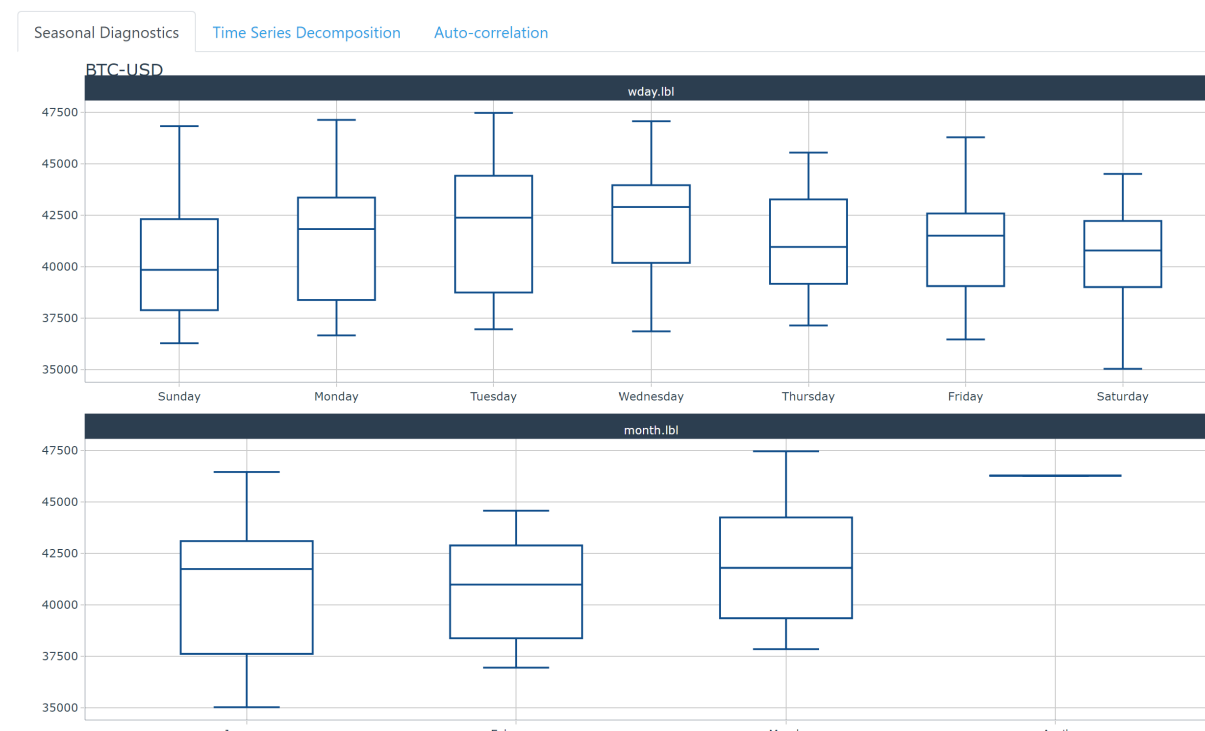 Seasonal Diagnostics Time Series Decomposition Auto-correlation
BTC-USD
wday.lbl
47500
45000
42500
40000
37500
35000
Sunday Monday Tuesday Wednesday Thursday Friday Saturday
month.lbl
47500
45000
42500
40000
37500
35000